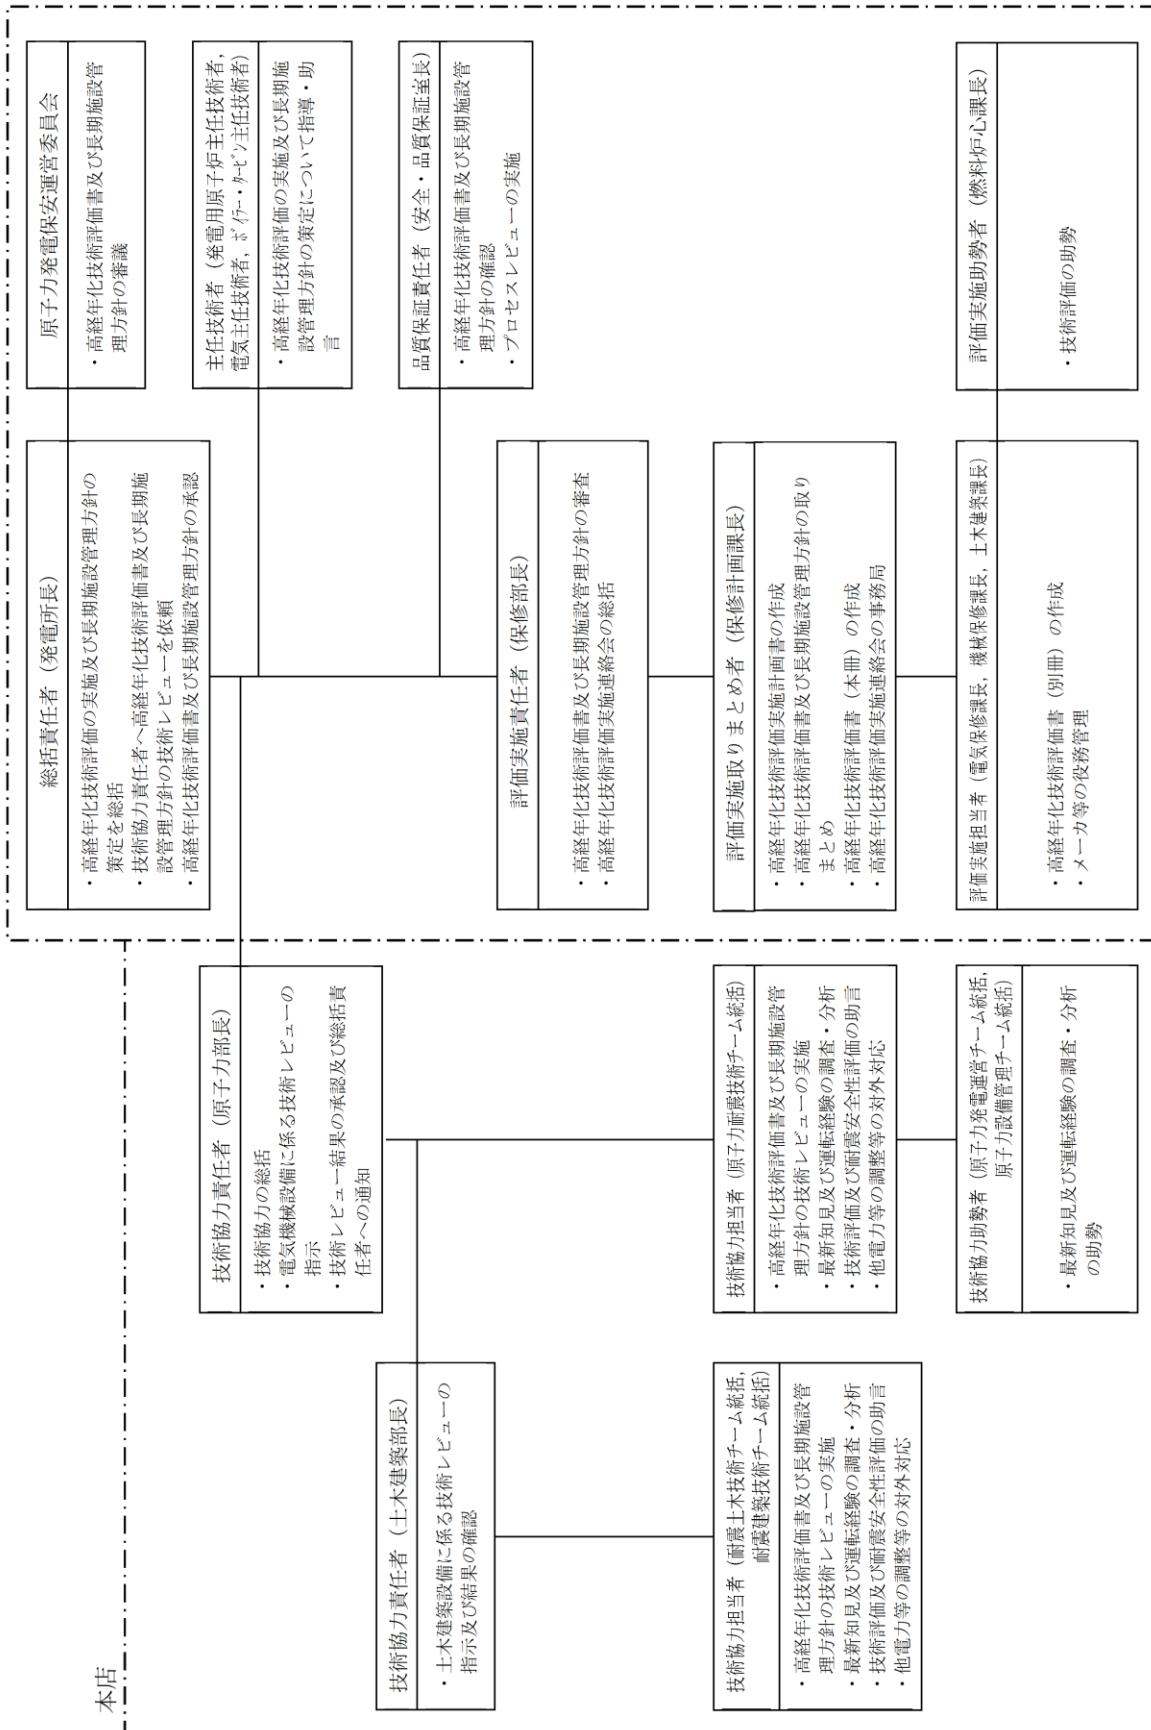 本店
技術協力責任者（土木建築部長）
・土木建築設備に係る技術レビューの
指示及び結果の確認
技術協力担当者（耐震土木技術チーム統括,
耐震建築技術チーム統括）
・高経年化技術評価書及び長期施設管
理方針の技術レビューの実施
・最新知見及び運転経験の調査・分析
・技術評価及び耐震安全性評価の助言
・他電力等の調整等の対外対応
技術協力責任者（原子力部長）
・技術協力の総括
・電気機械設備に係る技術レビューの
指示
・技術レビュー結果の承認及び総括責
任者への通知
技術協力担当者（原子力耐震技術チーム統括）
・高経年化技術評価書及び長期施設管
理方針の技術レビューの実施
・最新知見及び運転経験の調査・分析
・技術評価及び耐震安全性評価の助言
・他電力等の調整等の対外対応
技術協力助勢者（原子力発電運営チーム統括,
原子力設備管理チーム統括）
・最新知見及び運転経験の調査・分析
の助勢
総括責任者（発電所長）
・高経年化技術評価の実施及び長期施設管理方針の
策定を総括
・技術協力責任者へ高経年化技術評価書及び長期施
設管理方針の技術レビューを依頼
・高経年化技術評価書及び長期施設管理方針の承認
評価実施責任者（保修部長）
・高経年化技術評価書及び長期施設管理方針の審査
・高経年化技術評価実施連絡会の総括
評価実施取りまとめ者（保修計画課長）
・高経年化技術評価実施計画書の作成
・高経年化技術評価書及び長期施設管理方針の取り
まとめ
・高経年化技術評価書（本冊）の作成
・高経年化技術評価実施連絡会の事務局
評価実施担当者（電気保修課長，機械保修課長，土木建築課長）
・高経年化技術評価書（別冊）の作成
・メーカ等の役務管理
原子力発電保安運営委員会
・高経年化技術評価書及び長期施設管
理方針の審議
主任技術者（発電用原子炉主任技術者，
電気主任技術者，ﾎﾞｲﾗｰ・ﾀｰﾋﾞﾝ主任技術者）
・高経年化技術評価の実施及び長期施
設管理方針の策定について指導・助
言
品質保証責任者（安全・品質保証室長）
・高経年化技術評価書及び長期施設管
理方針の確認
・プロセスレビューの実施
評価実施助勢者（燃料炉心課長）
・技術評価の助勢